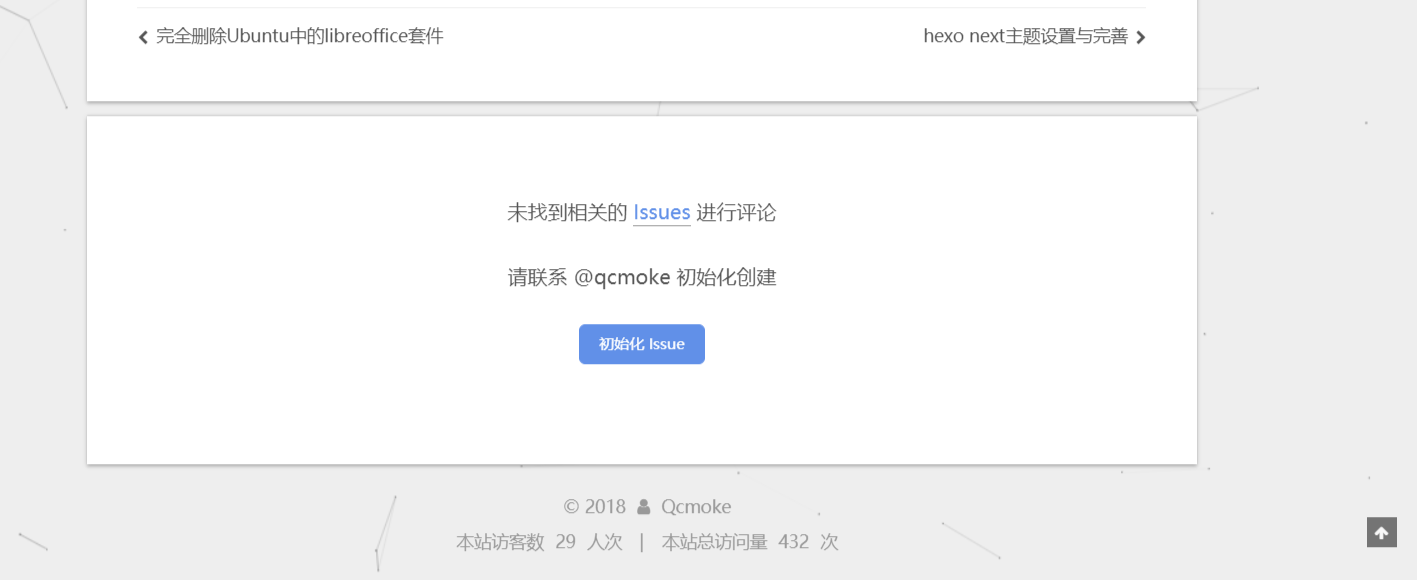 完全删除Ubuntu中的libreoffice套件
hexo next主题设置与完善
未找到相关的 Issues 进行评论
请联系 @qcmoke 初始化创建
初始化 Issue
© 2018 Qcmoke
本站访客数 29 人次 | 本站总访问量 432 次